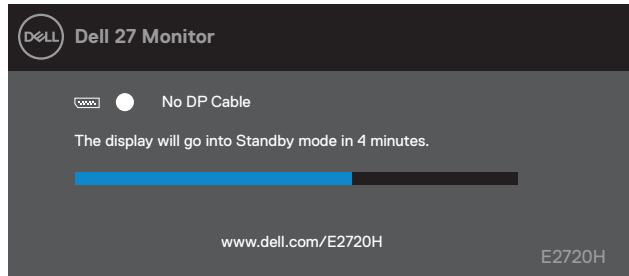 DELL
Dell 27 Monitor
No DP Cable
The display will go into Standby mode in 4 minutes.
www.dell.com/E2720H
E2720H